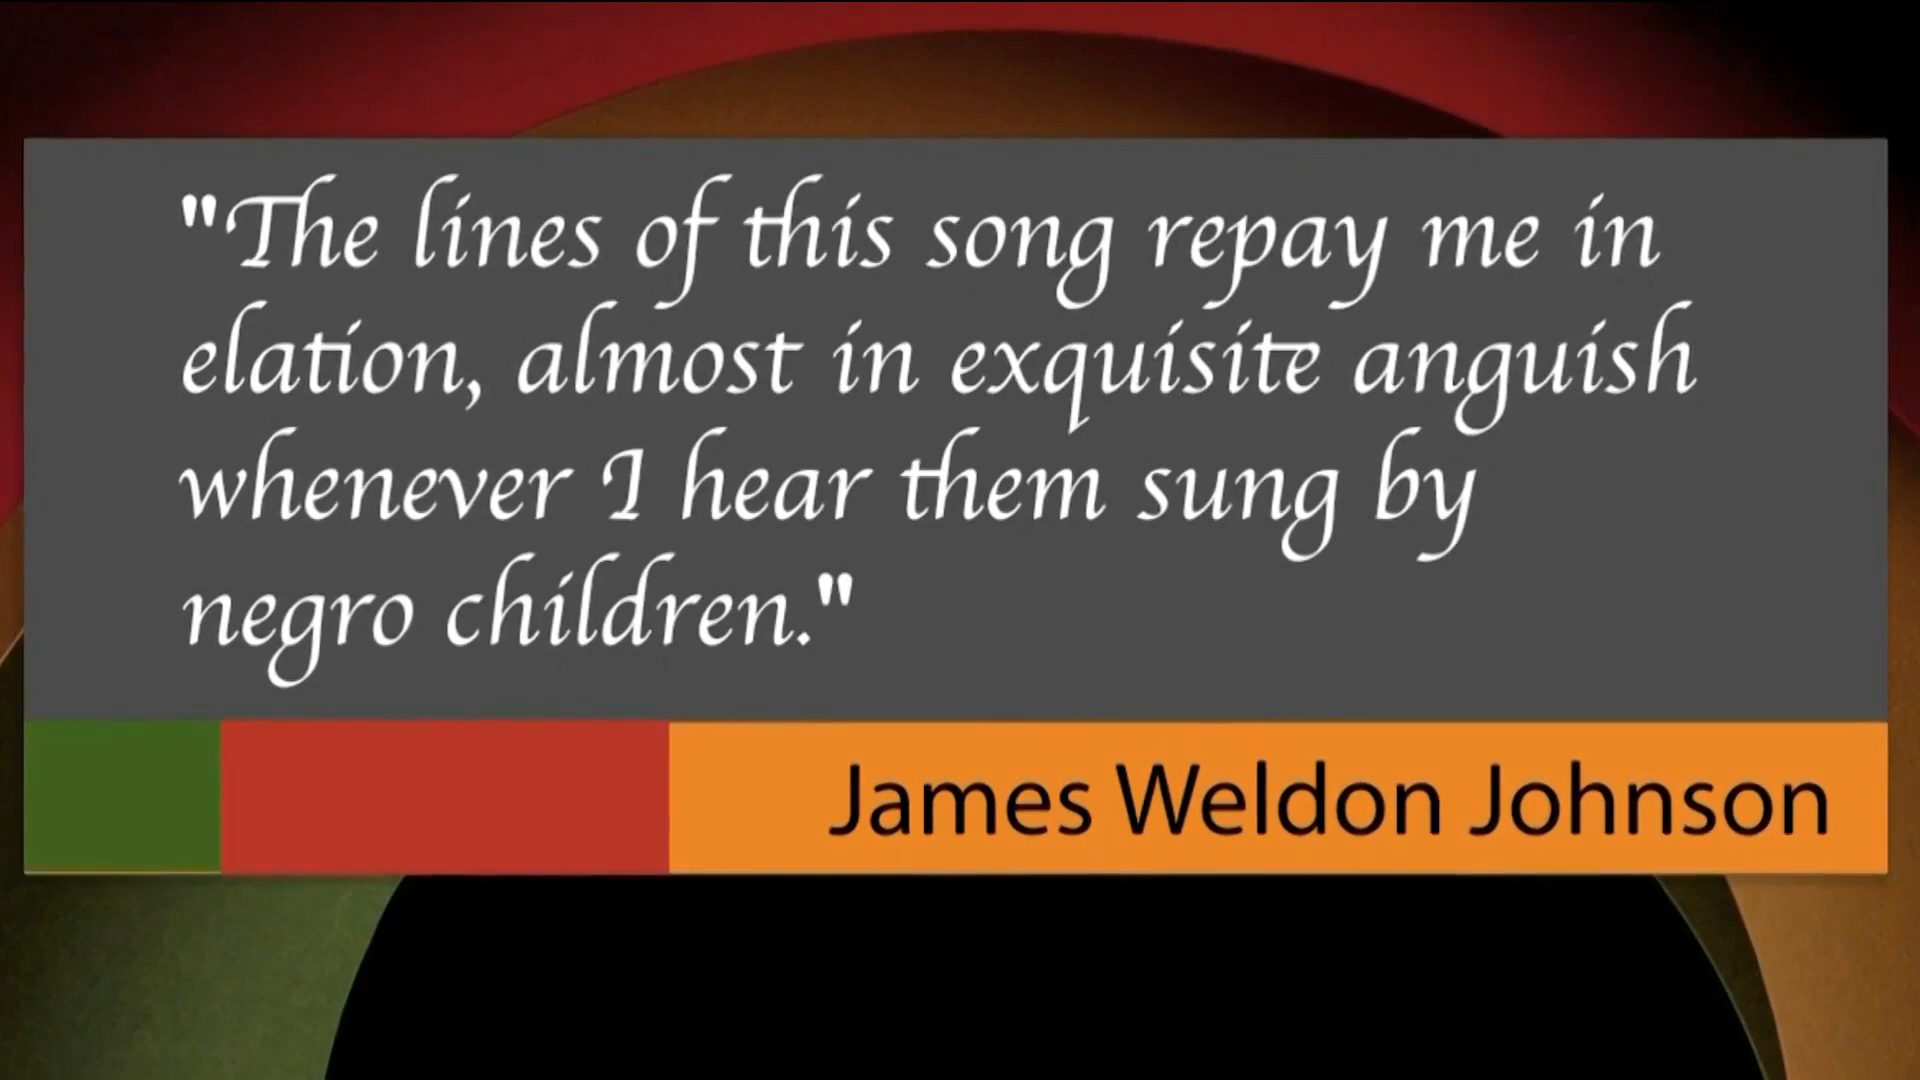 "The lines of this song repay me in
elation, almost in exquisite anguish
whenever I hear them sung by
negro children."
James Weldon Johnson